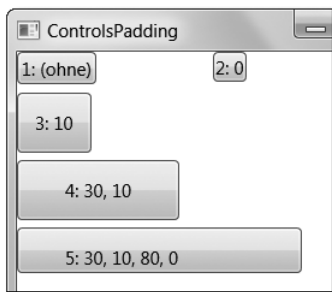 ControlsPadding
1: (ohne) 2: 0
3: 10
4: 30, 10
5: 30, 10, 80, 0